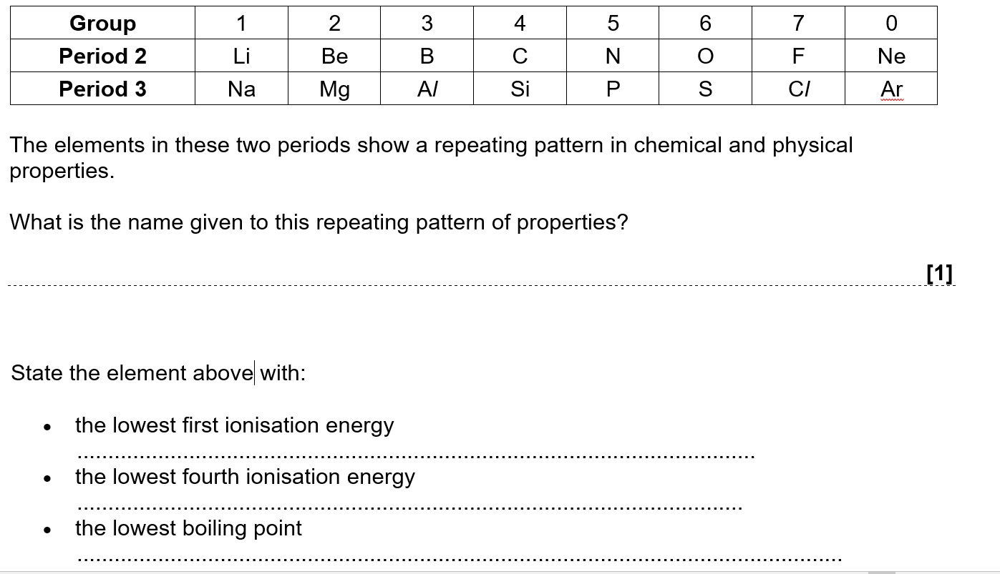 Group 1 2 3 4 5 6 7 0
Period 2 Li Be B C N O F Ne
Period 3 Na Mg Al Si P S Cl Ar
The elements in these two periods show a repeating pattern in chemical and physical
properties.
What is the name given to this repeating pattern of properties?
[1]
State the element above with:
• the lowest first ionisation energy
................................................................................................................
• the lowest fourth ionisation energy
..............................................................................................................
• the lowest boiling point
..............................................................................................................................